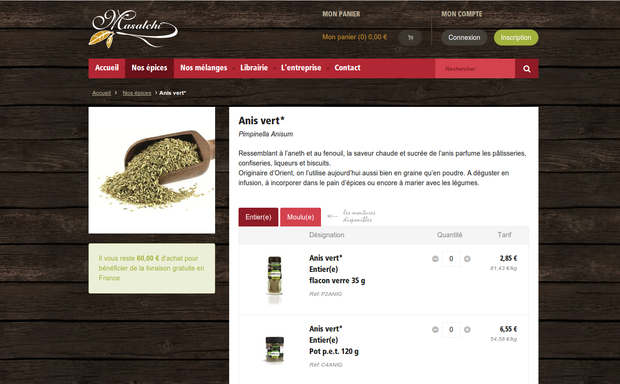 Masalchi
MON PANIER
MON COMPTE
Mon panier (0) 0,00 €
Connexion
Inscription
Accueil
Nos épices
Nos mélanges
Librairie
L'entreprise
Contact
Rechercher
Accueil › Nos épices › Anis vert*
Anis vert*
Pimpinella Anisum
Ressemblant à l'aneth et au fenouil, la saveur chaude et sucrée de l'anis parfume les pâtisseries,
confiseries, liqueurs et biscuits.
Originaire d'Orient, on l'utilise aujourd'hui aussi bien en graine qu'en poudre. A déguster en
infusion, à incorporer dans le pain d'épices ou encore à marier avec les légumes.
Il vous reste 60,00 € d'achat pour
bénéficier de la livraison gratuite en
France.
Entier(e)
Moulu(e)
les moutures
disponibles
Désignation
Quantité
Tarif
Anis vert*
Entier(e)
flacon verre 35 g
Réf: P2ANIG
0
2,85 €
81,43 €/kg
Anis vert*
Entier(e)
Pot p.e.t. 120 g
Réf: C4ANIG
0
6,55 €
54,58 €/kg